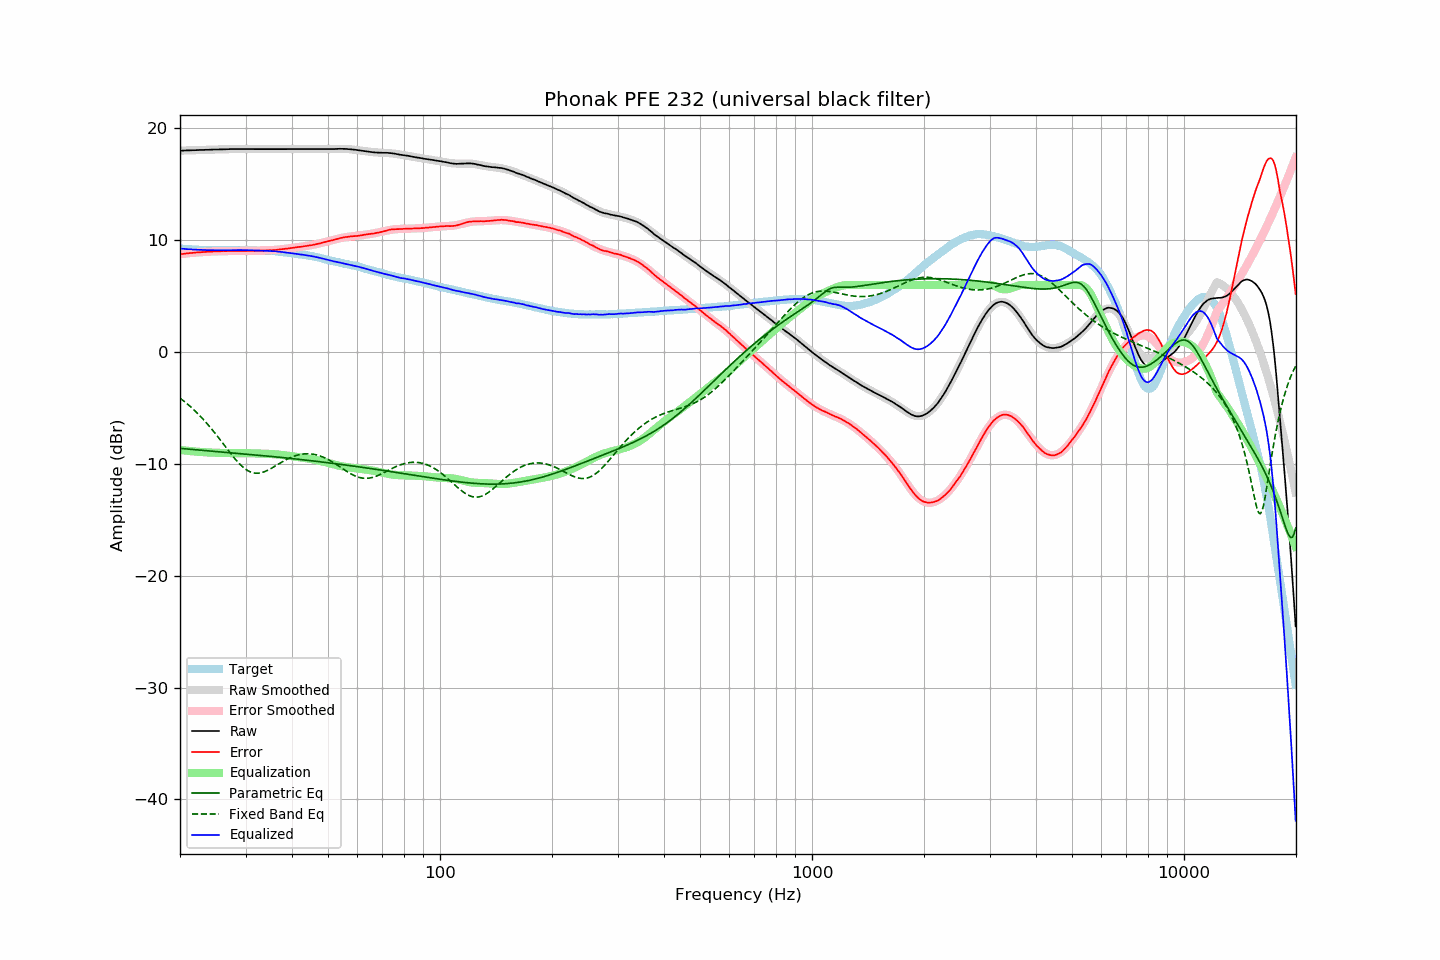 Phonak PFE 232 (universal black filter)
20
10
0
−10
−20
−30
−40
Amplitude (dBr)
Target
Raw Smoothed
Error Smoothed
Raw
Error
Equalization
Parametric Eq
Fixed Band Eq
Equalized
100
1000
10000
Frequency (Hz)